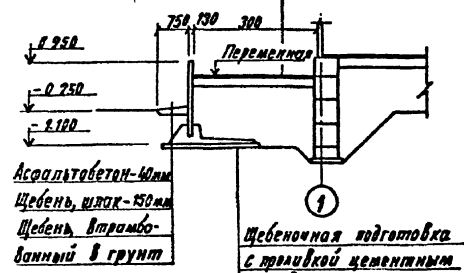 750 130 300
0.950
Переменная
-0.250
-2.100
Асфальтобетон-40мм
Щебень, шлак-150мм
Щебень, втрамбо-
ванный в грунт
1
Щебеночная подготовка
с проливкой цементным